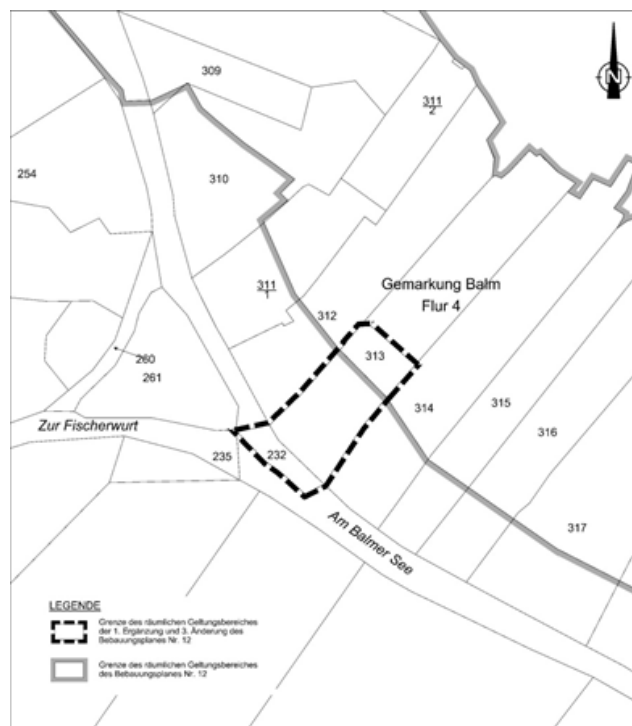 N
309
311
2
254
310
Gemarkung Balm
Flur 4
311
1
312
313
260
261
314
315
316
Zur Fischerwurt
235
232
317
Am Balmer See
LEGENDE
Grenze des räumlichen Geltungsbereiches
der 1. Ergänzung und 3. Änderung des
Bebauungsplanes Nr. 12
Grenze des räumlichen Geltungsbereiches
des Bebauungsplanes Nr. 12